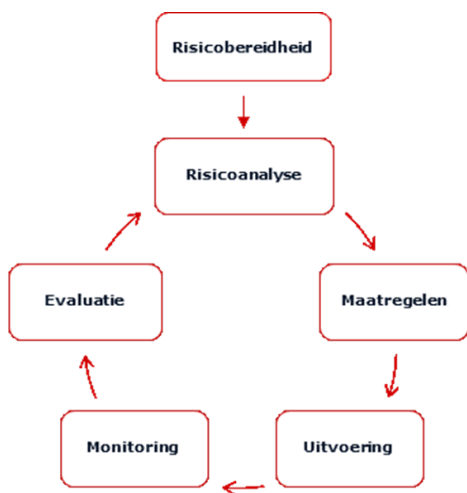 Risicobereidheid
Risicoanalyse
Evaluatie
Maatregelen
Monitoring
Uitvoering